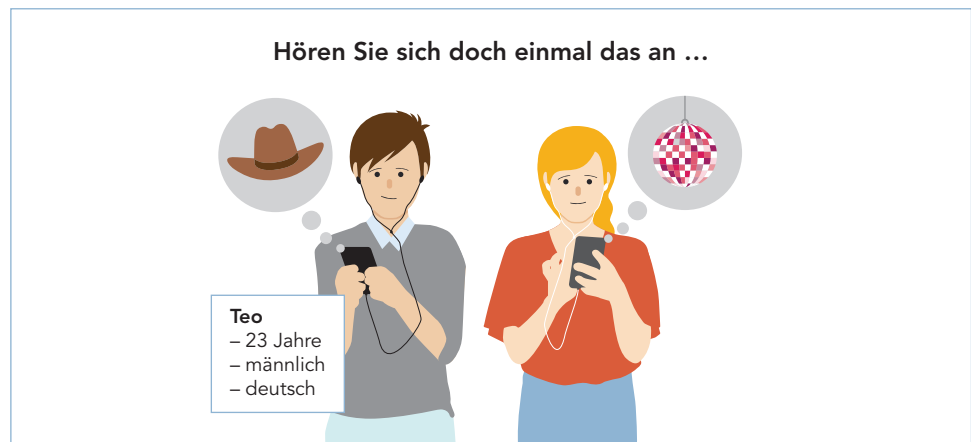 Hören Sie sich doch einmal das an …
Teo
– 23 Jahre
– männlich
– deutsch